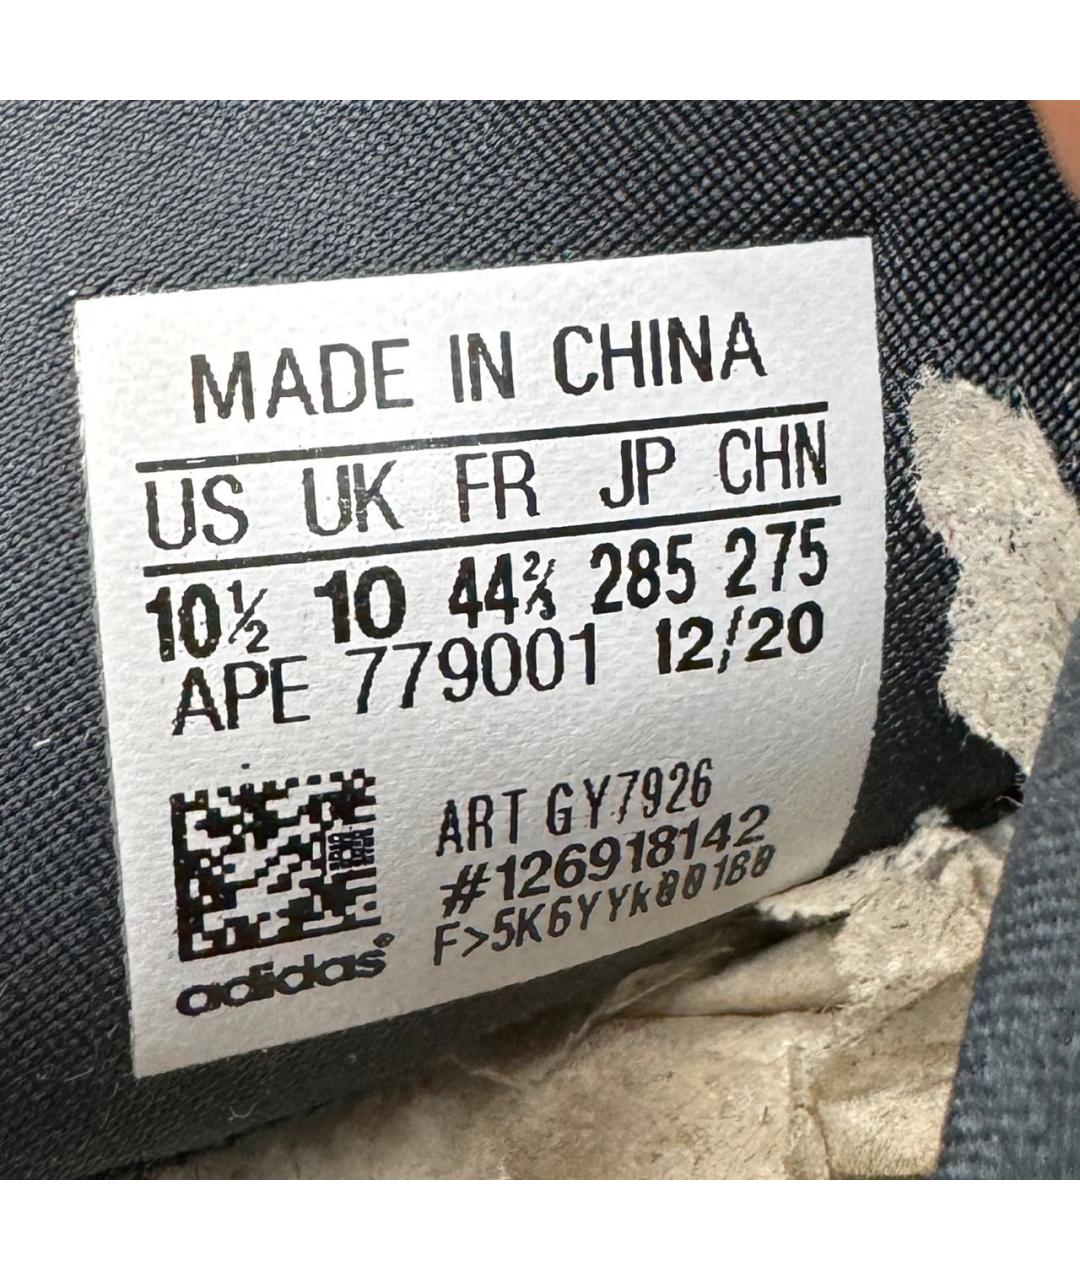 MADE IN CHINA
US UK FR JP CHN
10½ 10 44⅔ 285 275
APE 779001 12/20
ART GY7926
#126918142
F>5K6YYk001B0
adidas®